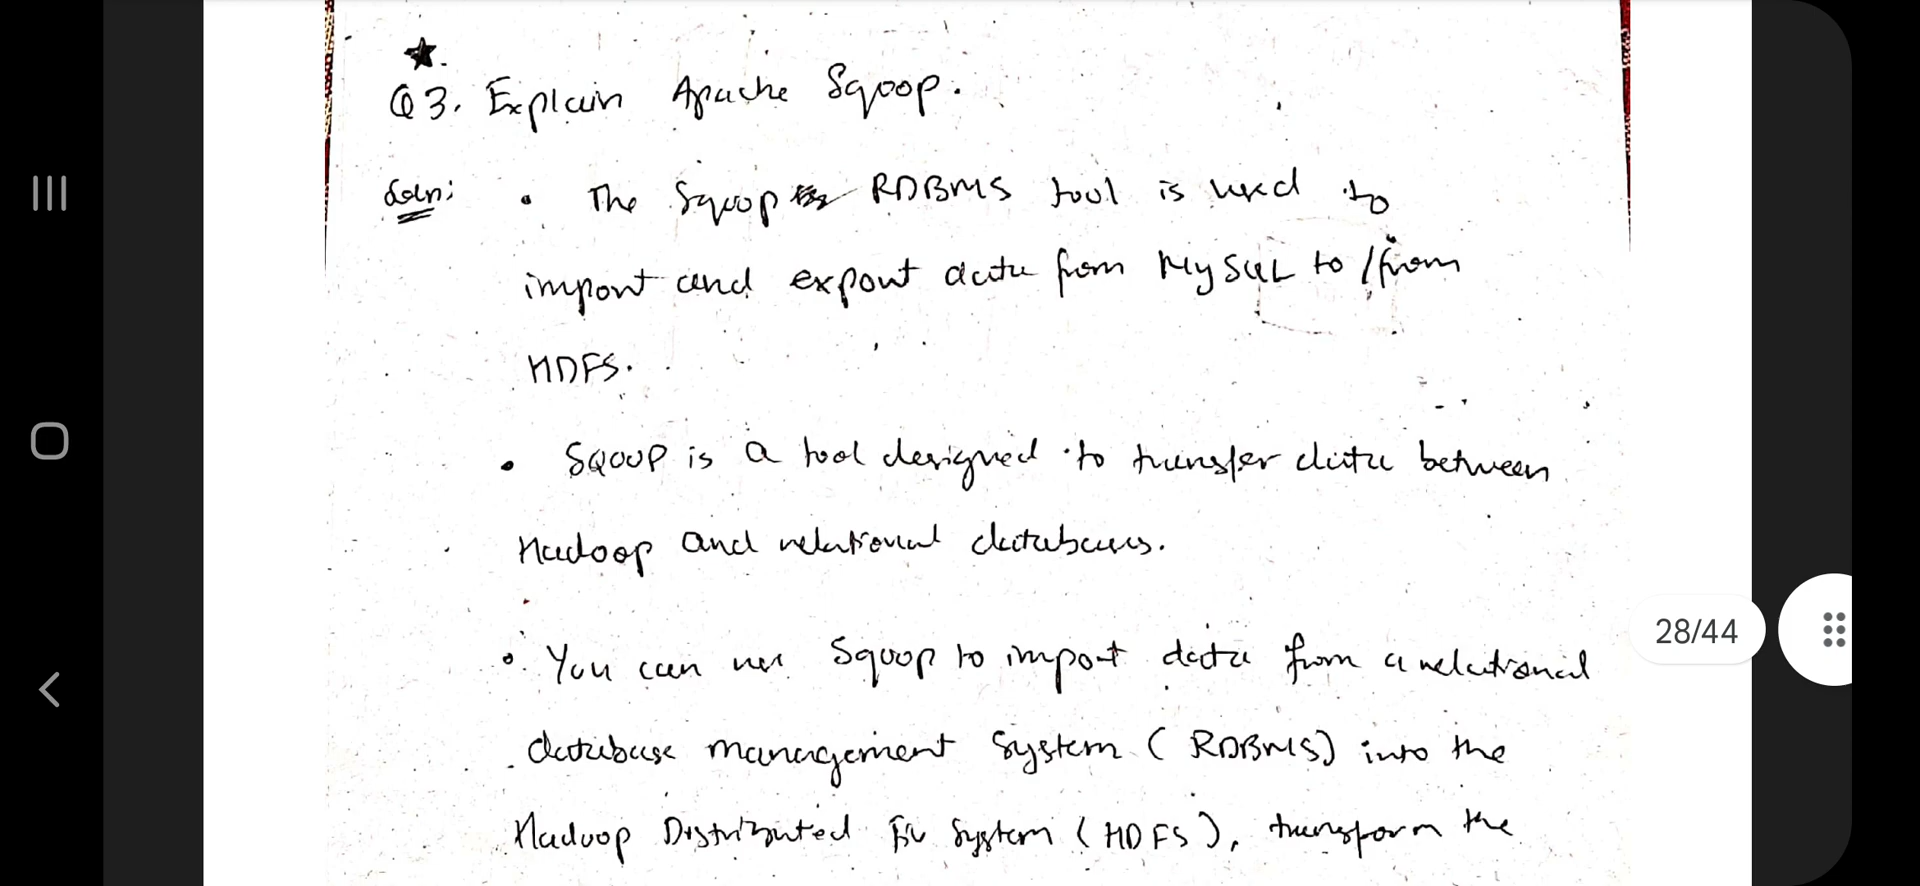 ★.
Q3. Explain Apache Sqoop.
Soln: • The Sqoop RDBMS tool is used to
import and export data from MySQL to/from
HDFS.
• SQOOP is a tool designed to transfer data between
Hadoop and relational databases.
• You can use Sqoop to import data from a relational
database management system (RDBMS) into the
Hadoop Distributed File System (HDFS), transform the
28/44